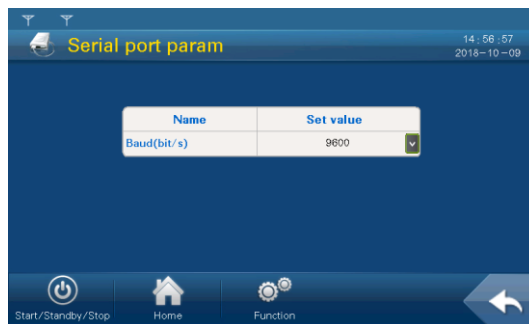 Serial port param
14:56:57
2018-10-09
Name Set value
Baud(bit/s) 9600
Start/Standby/Stop Home Function